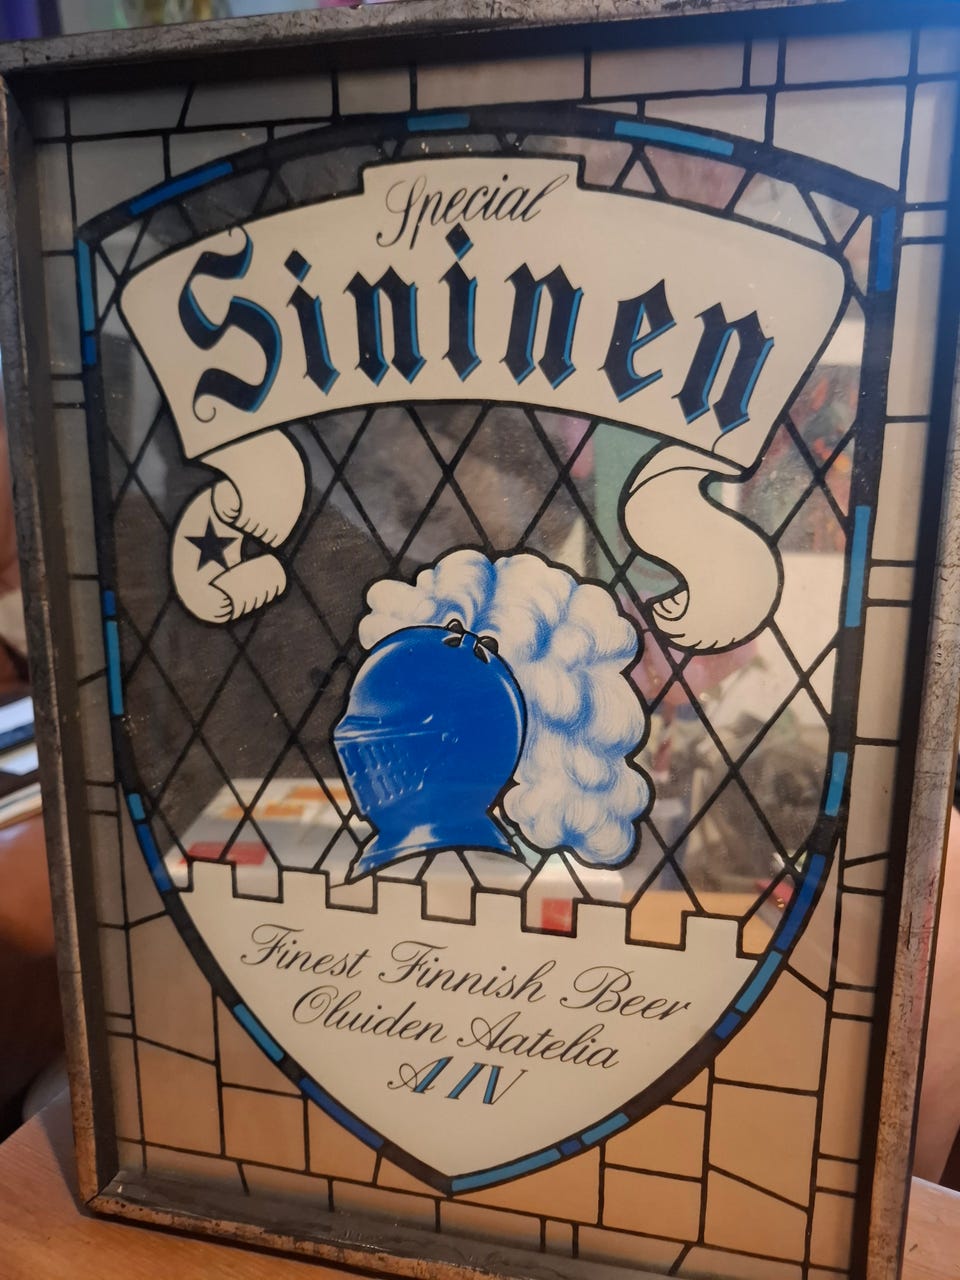 Special
Sininen
Finest Finnish Beer
Oluiden Aatelia
A IV